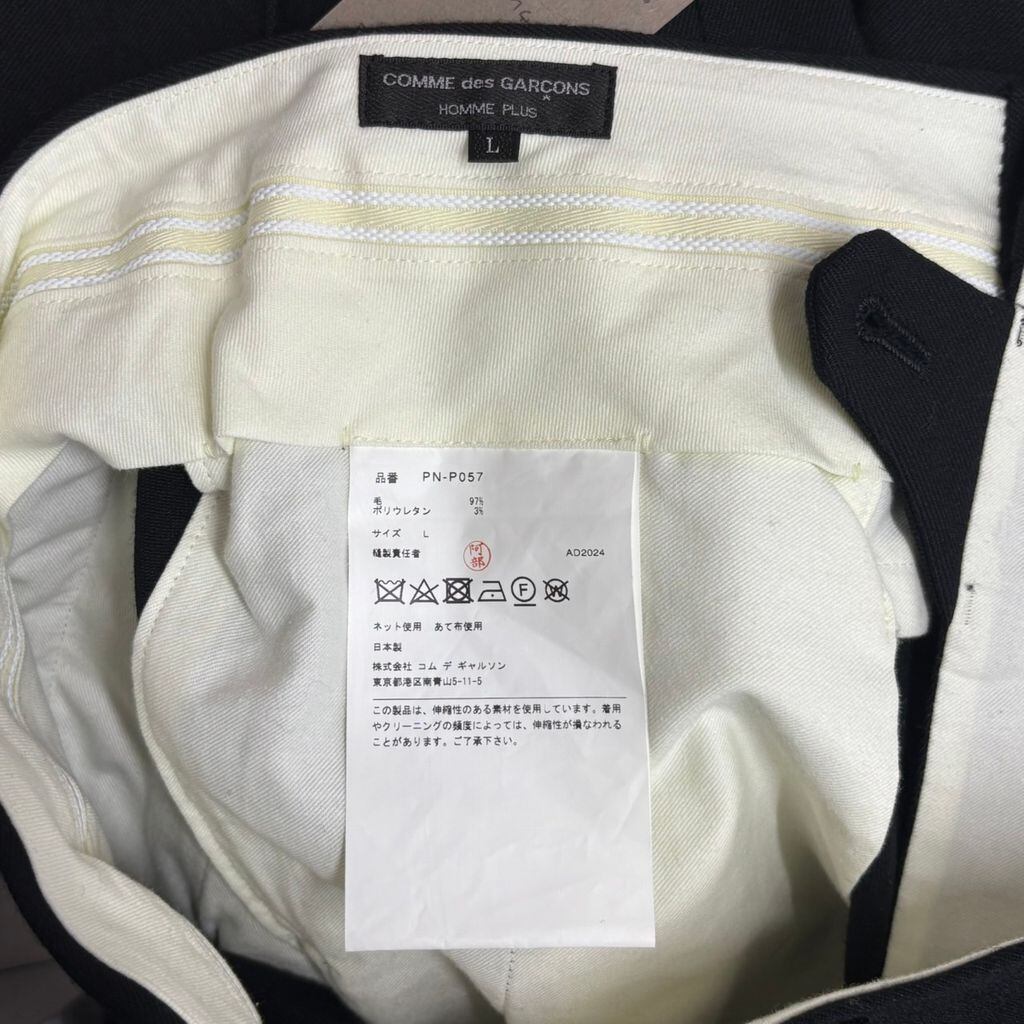 COMME des GARÇONS
HOMME PLUS
L
品番 PN-P057
毛 97%
ポリウレタン 3%
サイズ L
縫製責任者 阿部 AD2024
F W
ネット使用 あて布使用
日本製
株式会社 コム デ ギャルソン
東京都港区南青山5-11-5
この製品は、伸縮性のある素材を使用しています。着用
やクリーニングの頻度によっては、伸縮性が損なわれる
ことがあります。ご了承下さい。